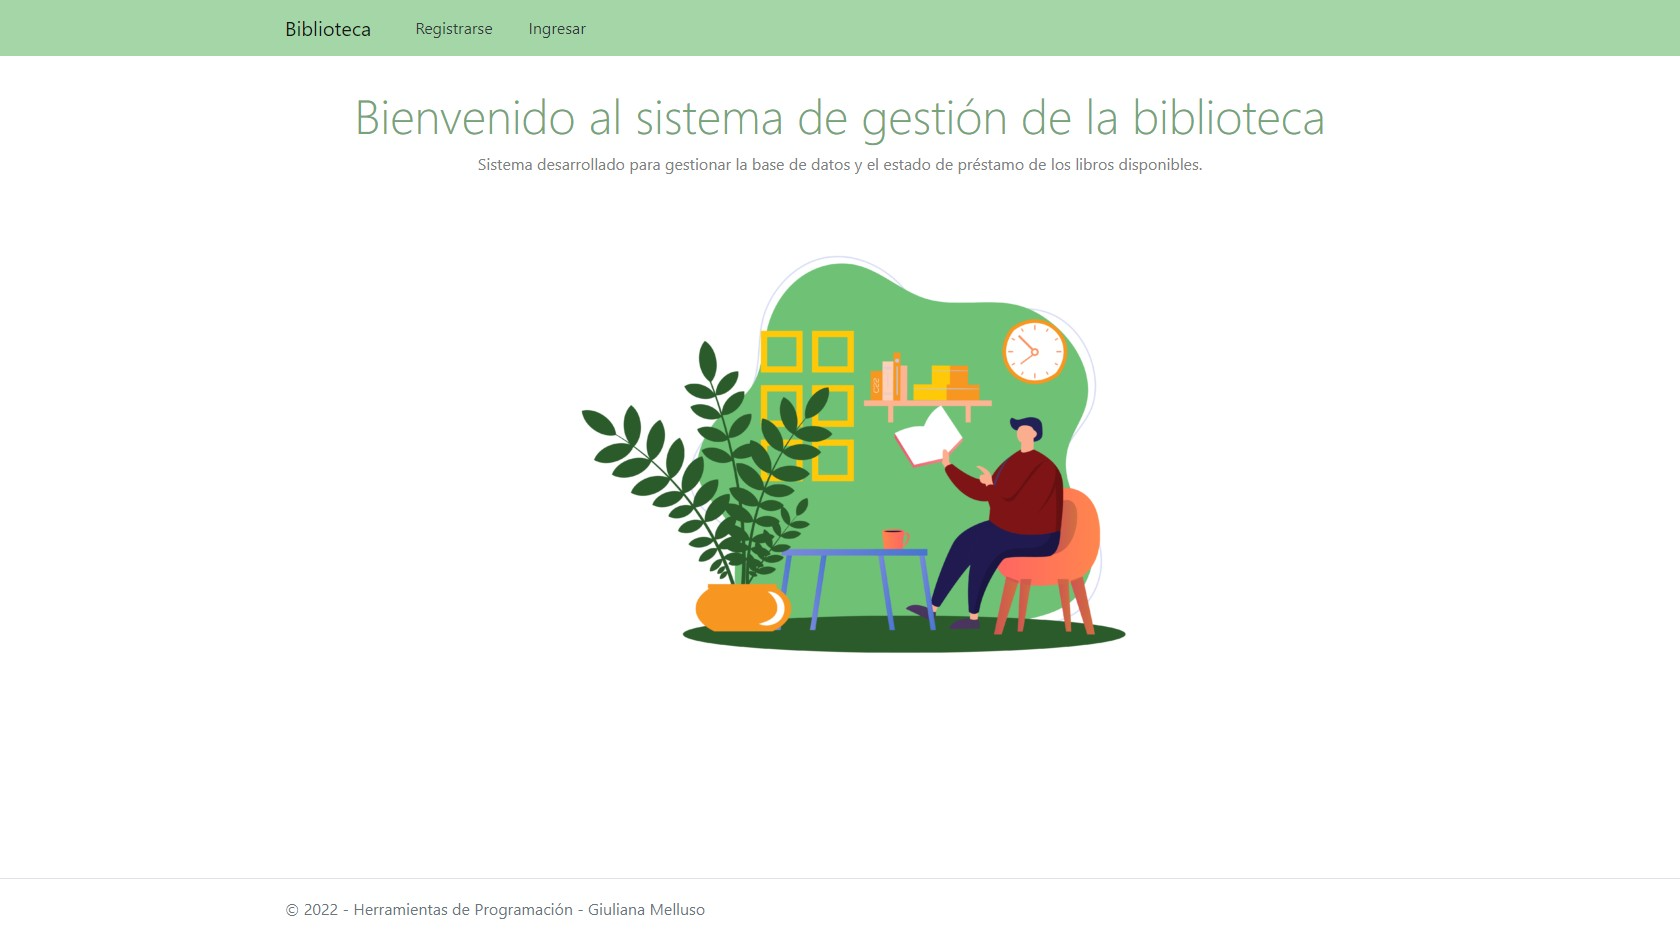 Biblioteca Registrarse Ingresar
Bienvenido al sistema de gestión de la biblioteca
Sistema desarrollado para gestionar la base de datos y el estado de préstamo de los libros disponibles.
© 2022 - Herramientas de Programación - Giuliana Melluso